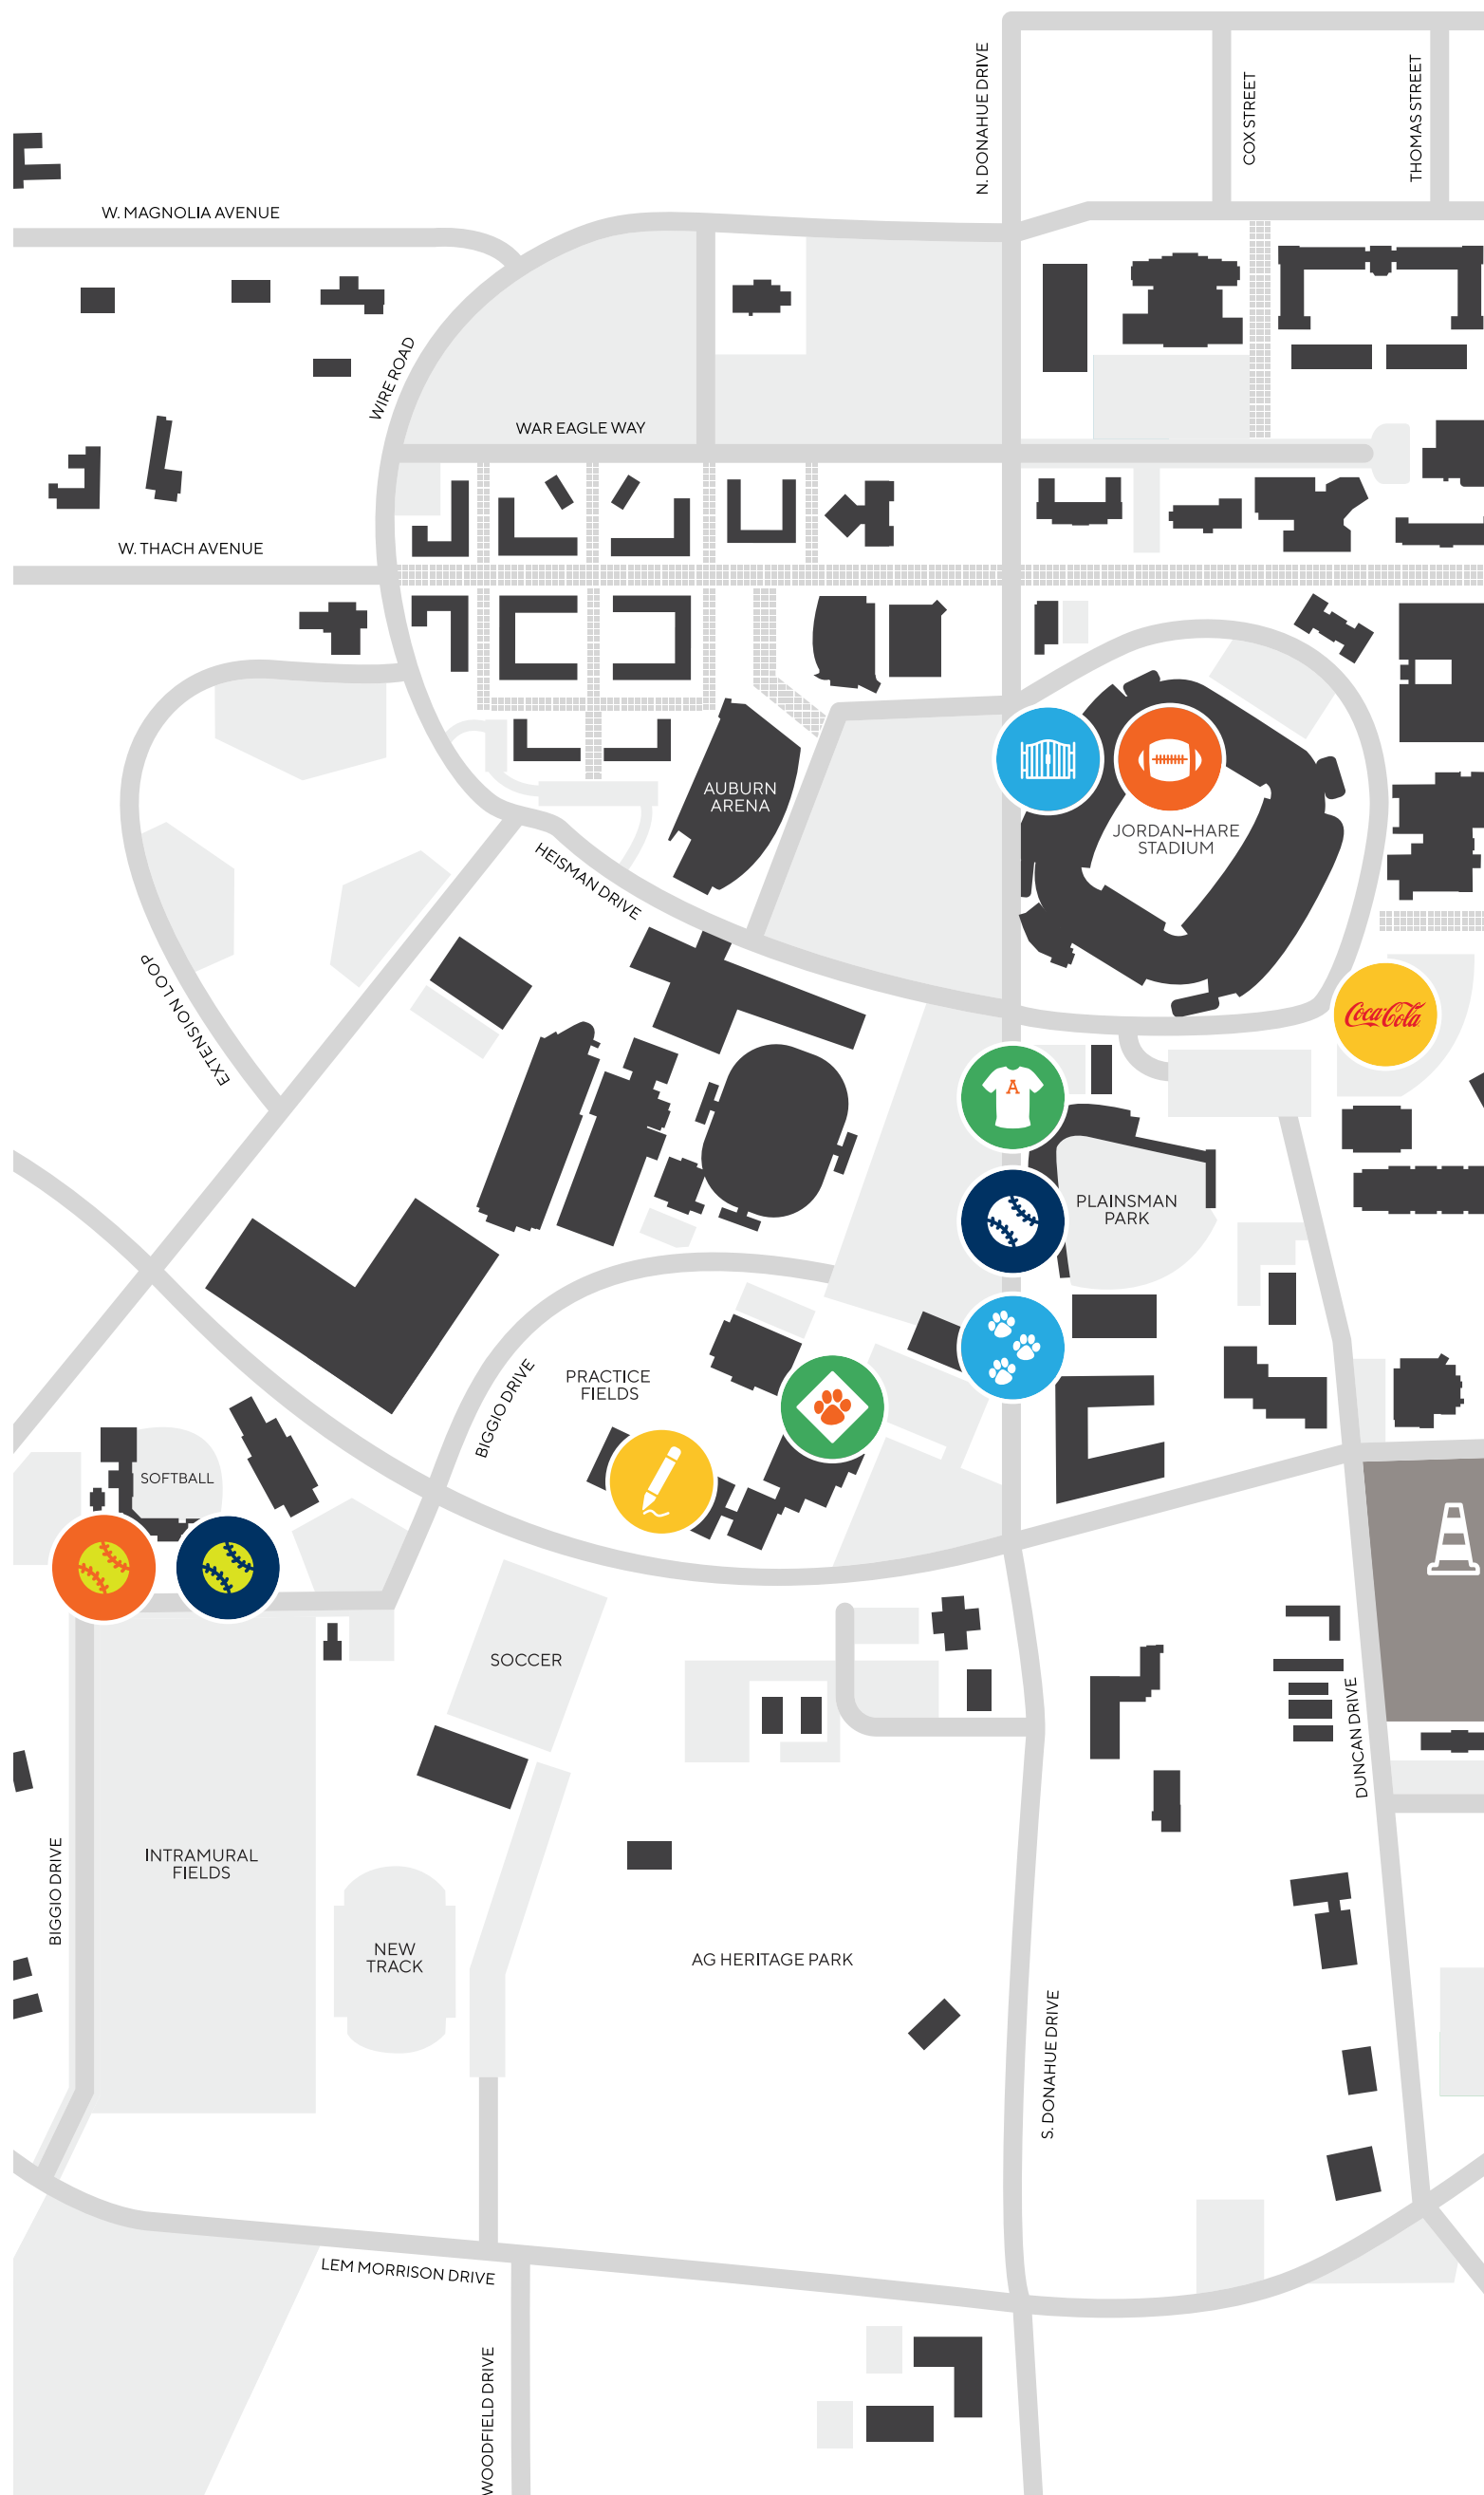 N. DONAHUE DRIVE
COX STREET
THOMAS STREET
W. MAGNOLIA AVENUE
WIRE ROAD
WAR EAGLE WAY
W. THACH AVENUE
AUBURN
ARENA
JORDAN-HARE
STADIUM
HEISMAN DRIVE
EXTENSION LOOP
Coca-Cola
A
PLAINSMAN
PARK
PRACTICE
FIELDS
BIGGIO DRIVE
SOFTBALL
SOCCER
DUNCAN DRIVE
INTRAMURAL
FIELDS
BIGGIO DRIVE
NEW
TRACK
AG HERITAGE PARK
S. DONAHUE DRIVE
LEM MORRISON DRIVE
WOODFIELD DRIVE